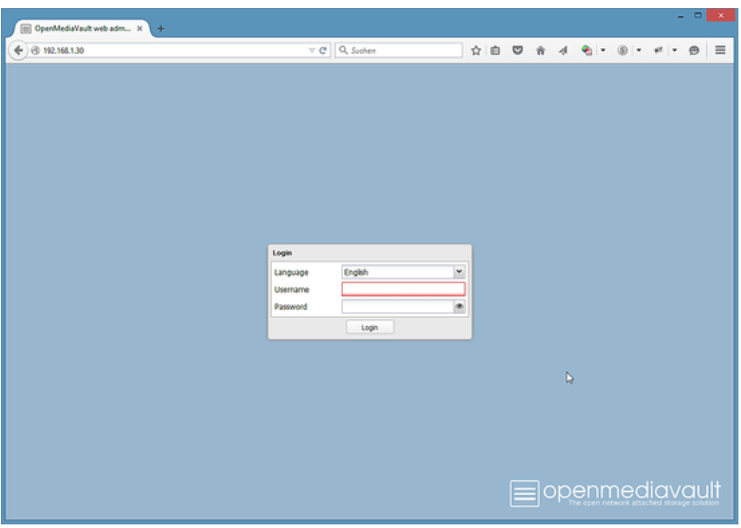 OpenMediaVault web adm... × +
192.168.1.30 Suchen
Login
Language English
Username
Password
Login
openmediavault
The open network attached storage solution